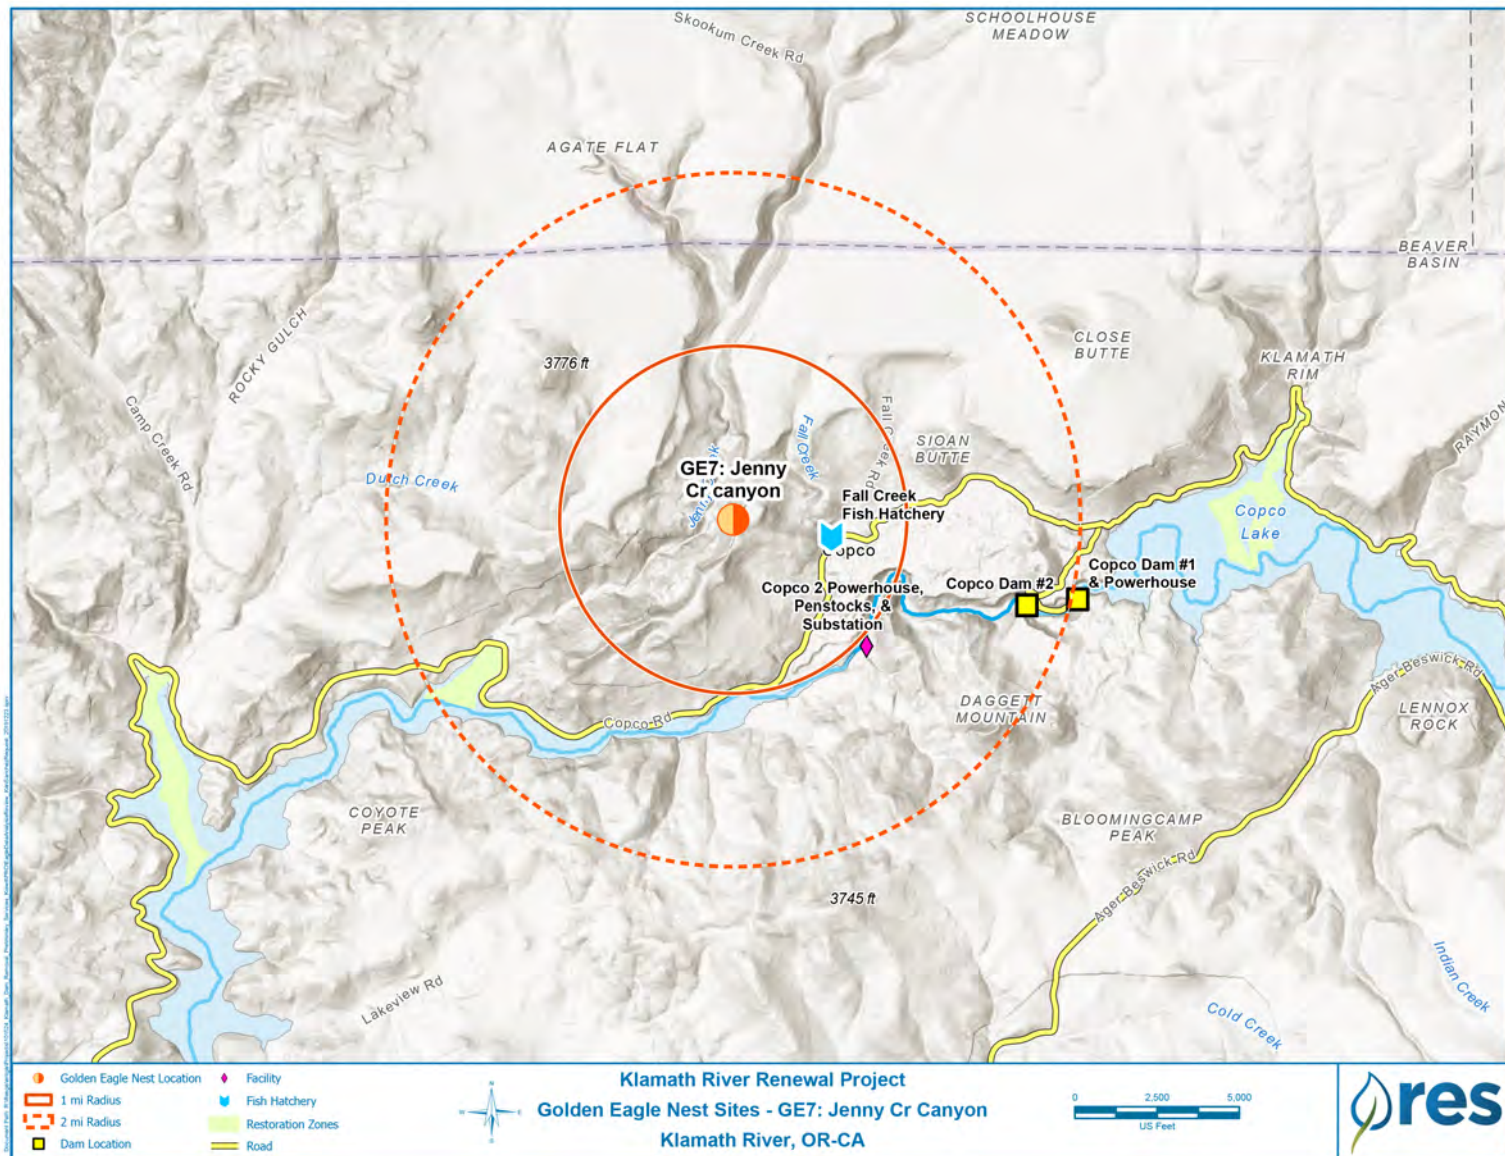 Skookum Creek Rd
SCHOOLHOUSE
MEADOW
AGATE FLAT
BEAVER
BASIN
ROCKY GULCH
3776 ft
CLOSE
BUTTE
KLAMATH
RIM
Camp Creek Rd
Fall Creek
SIOAN
BUTTE
Dutch Creek
GE7: Jenny
Cr canyon
Fall Creek
Fish Hatchery
Copco
Copco
Lake
Copco 2 Powerhouse,
Penstocks, &
Substation
Copco Dam #2
Copco Dam #1
& Powerhouse
Ager Beswick Rd
DAGGETT
MOUNTAIN
LENNOX
ROCK
Copco Rd
COYOTE
PEAK
BLOOMINGCAMP
PEAK
3745 ft
Ager Beswick Rd
Indian Creek
Lakeview Rd
Cold Creek
Golden Eagle Nest Location
1 mi Radius
2 mi Radius
Dam Location
Facility
Fish Hatchery
Restoration Zones
Road
N
Klamath River Renewal Project
Golden Eagle Nest Sites - GE7: Jenny Cr Canyon
Klamath River, OR-CA
0 2,500 5,000
US Feet
res